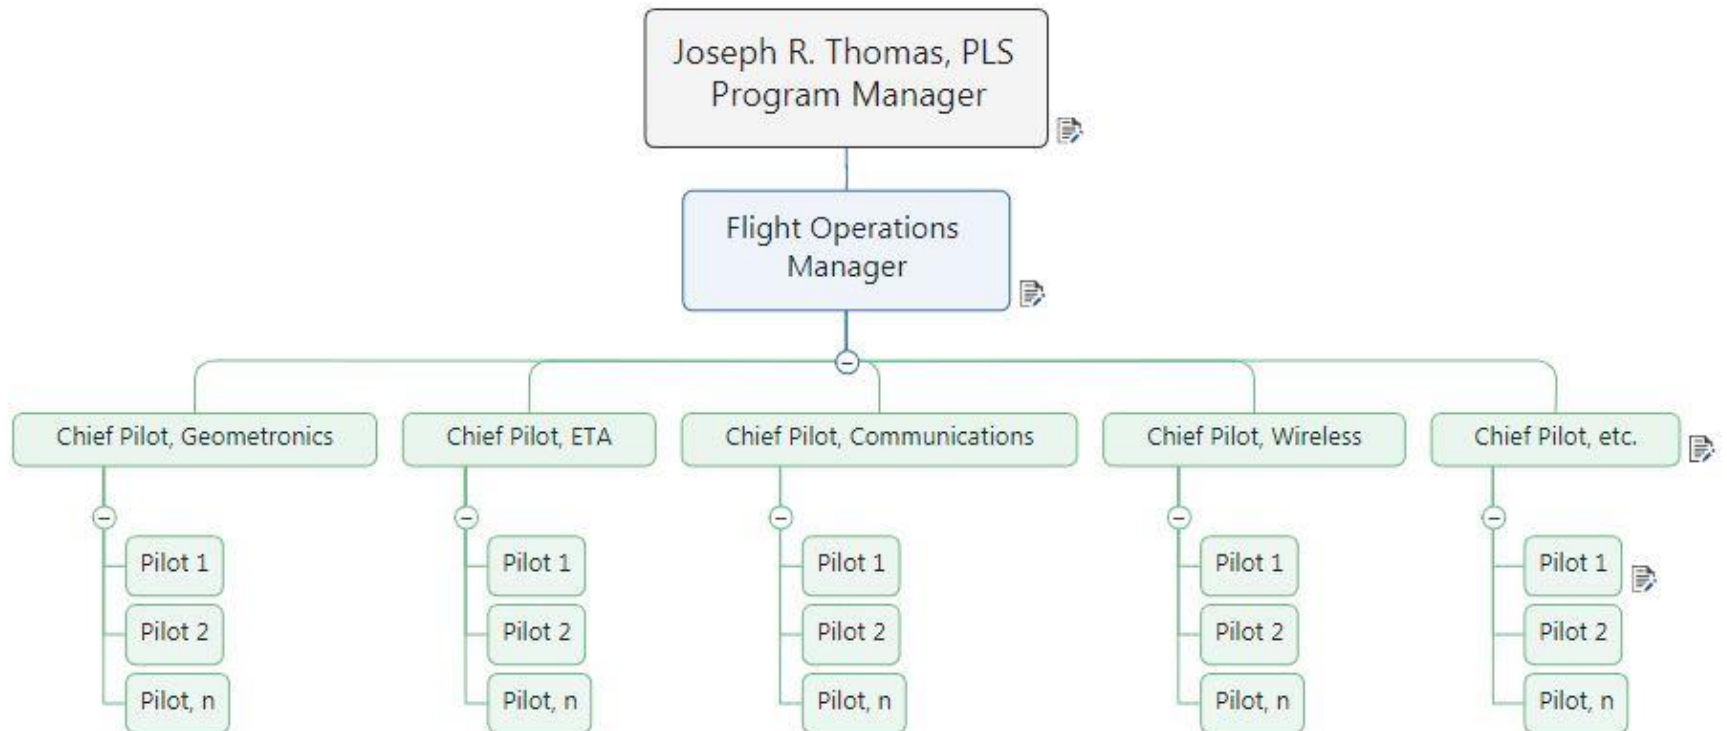 Joseph R. Thomas, PLS
Program Manager
Flight Operations
Manager
Chief Pilot, Geometronics
Chief Pilot, ETA
Chief Pilot, Communications
Chief Pilot, Wireless
Chief Pilot, etc.
Pilot 1
Pilot 2
Pilot, n
Pilot 1
Pilot 2
Pilot, n
Pilot 1
Pilot 2
Pilot, n
Pilot 1
Pilot 2
Pilot, n
Pilot 1
Pilot 2
Pilot, n